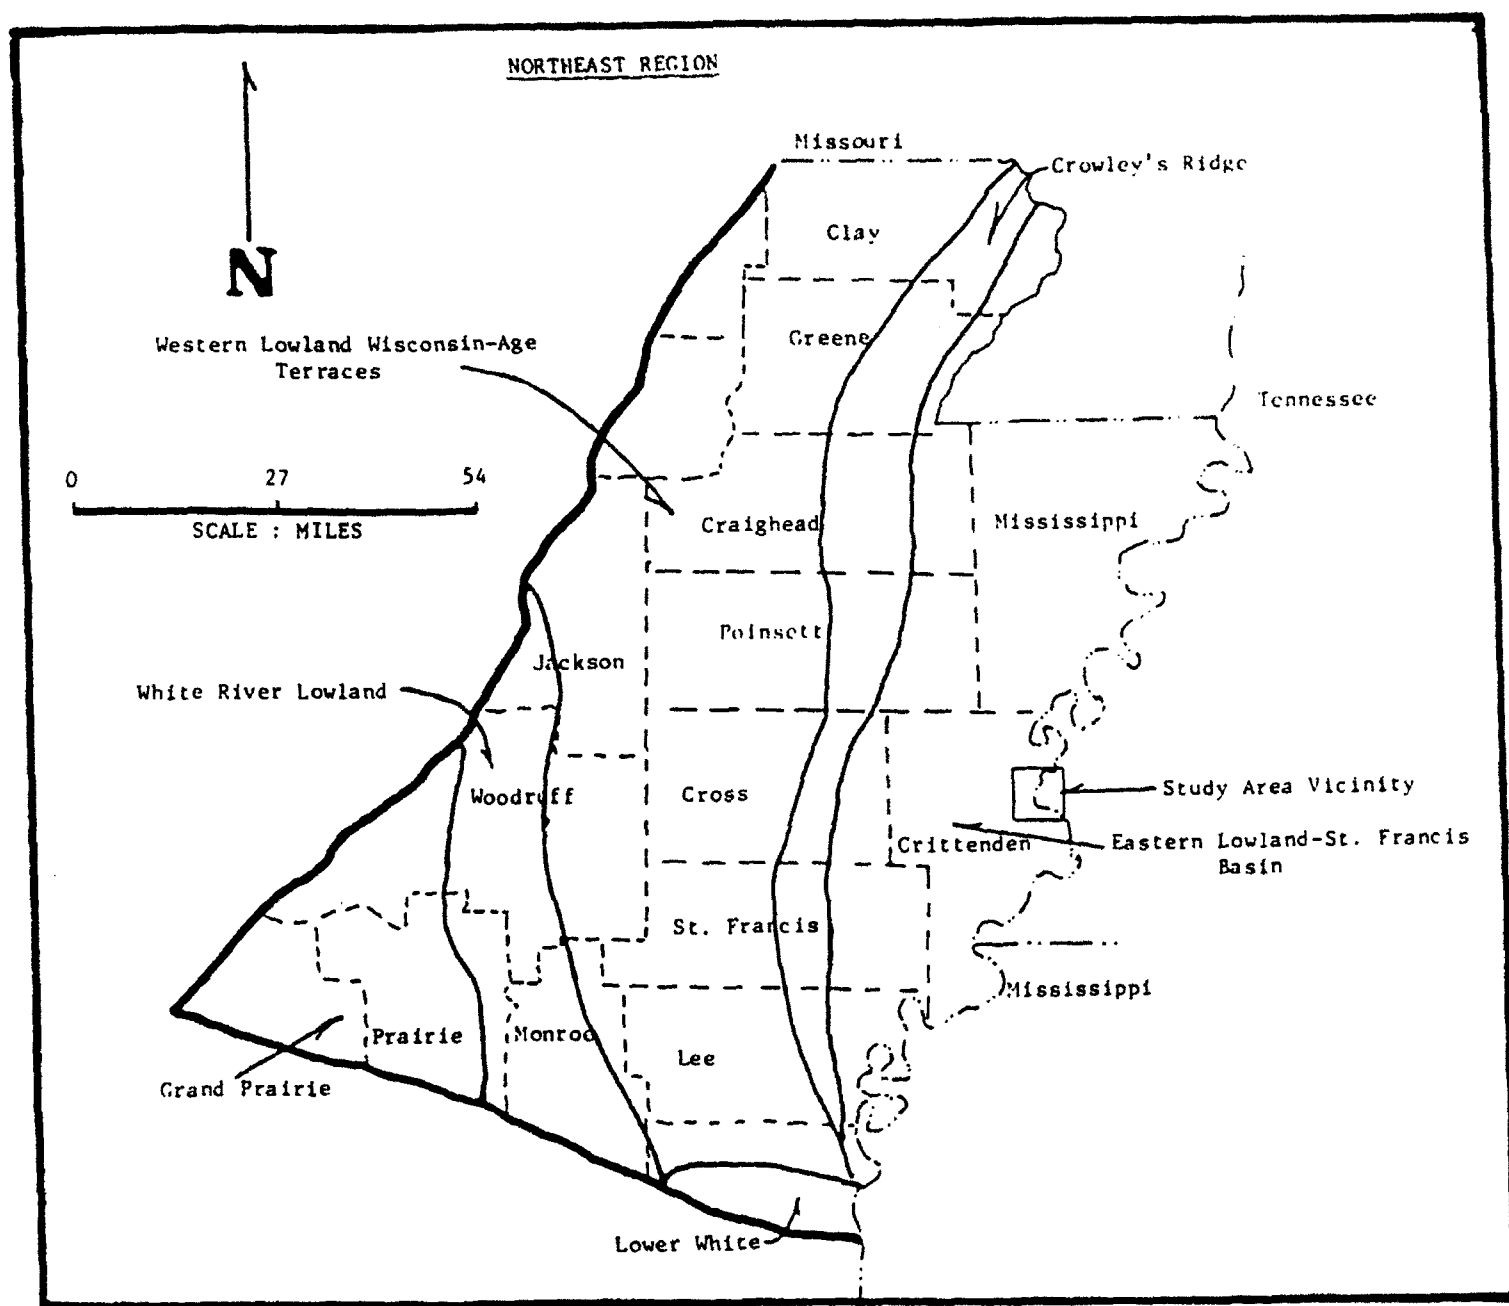 NORTHEAST REGION
Missouri
Crowley's Ridge
Clay
N
Western Lowland Wisconsin-Age
Terraces
Greene
Tennessee
0 27 54
SCALE : MILES
Craighead
Mississippi
Poinsett
Jackson
White River Lowland
Woodruff
Cross
Study Area Vicinity
Crittenden
Eastern Lowland-St. Francis
Basin
St. Francis
Mississippi
Prairie
Monroe
Lee
Grand Prairie
Lower White